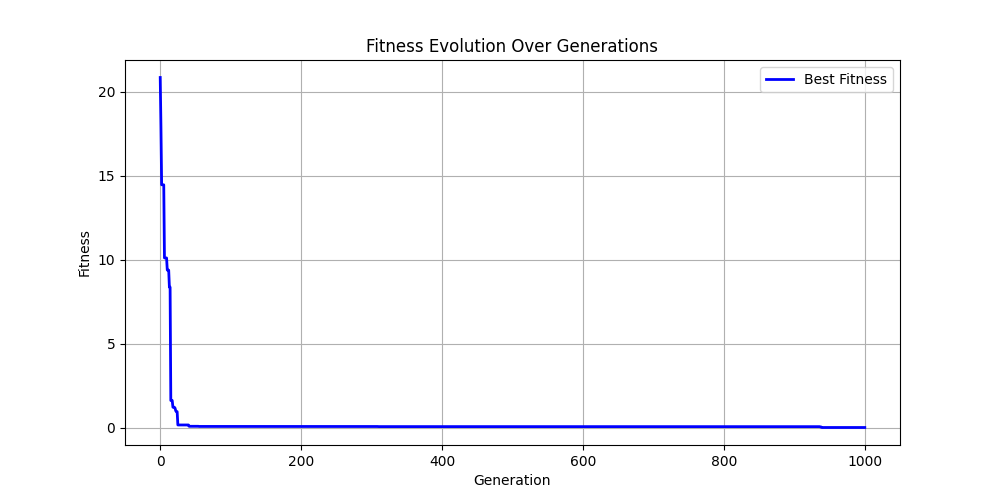 Fitness Evolution Over Generations
Best Fitness
20
15
10
5
0
Fitness
0 200 400 600 800 1000
Generation